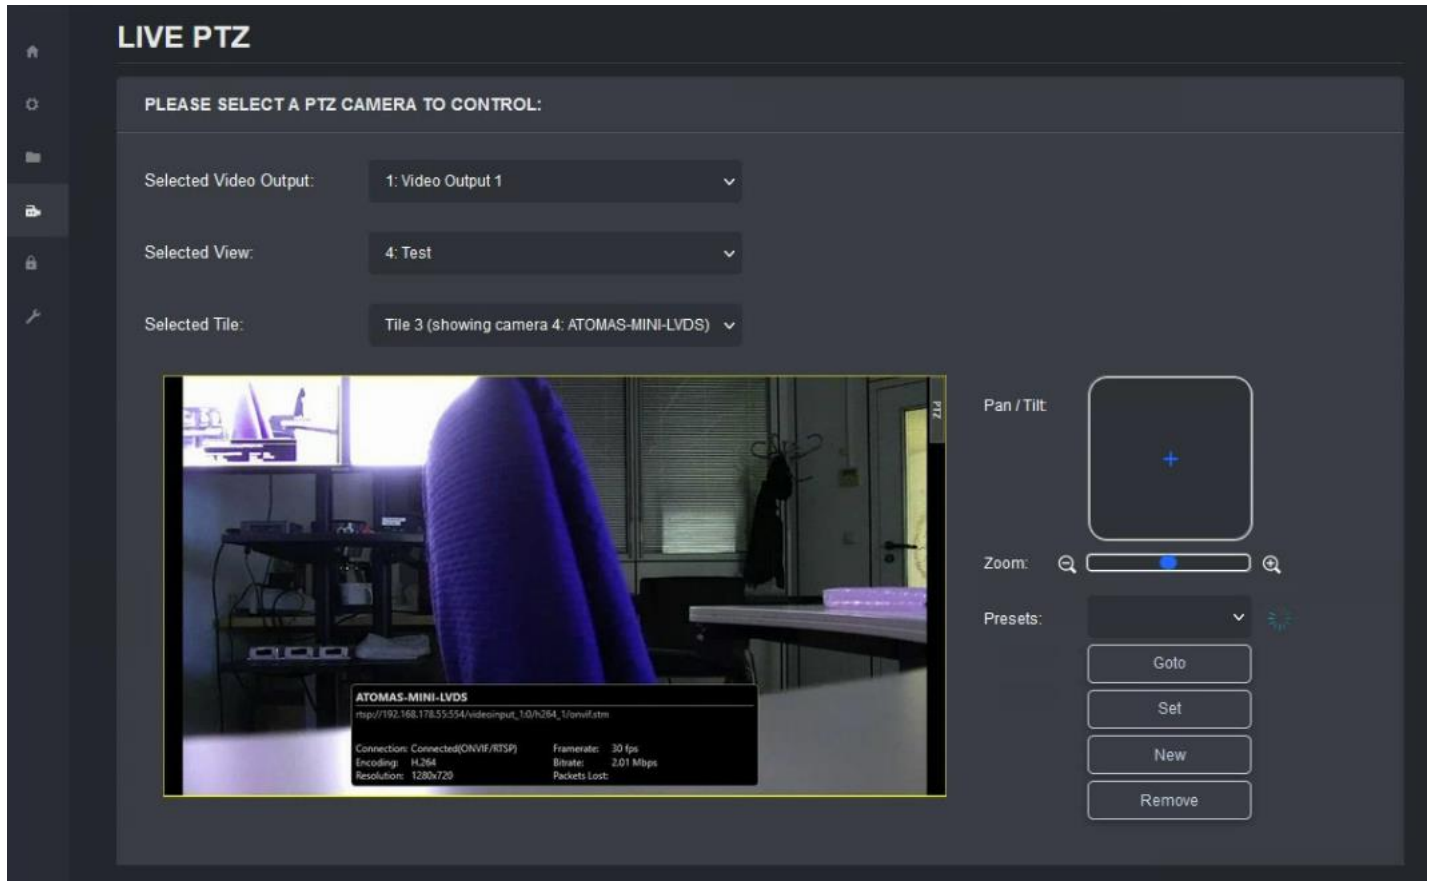 LIVE PTZ
PLEASE SELECT A PTZ CAMERA TO CONTROL:
Selected Video Output:
1: Video Output 1
Selected View:
4: Test
Selected Tile:
Tile 3 (showing camera 4: ATOMAS-MINI-LVDS)
PTZ
ATOMAS-MINI-LVDS
rtsp://192.168.178.55:554/videoinput_1:0/h264_1/onvif.stm
Connection: Connected(ONVIF/RTSP) Framerate: 30 fps
Encoding: H.264 Bitrate: 2.01 Mbps
Resolution: 1280x720 Packets Lost:
Pan / Tilt:
Zoom:
Presets:
Goto
Set
New
Remove